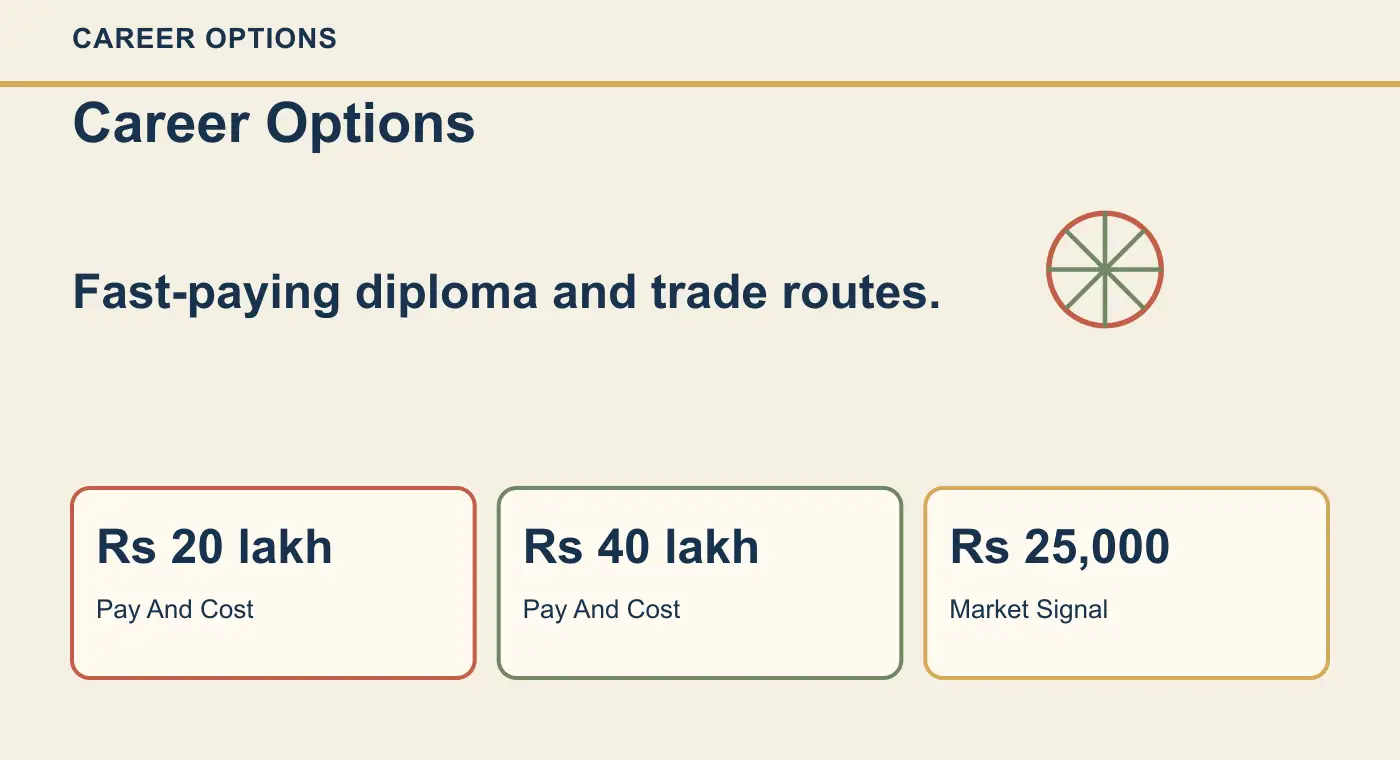 CAREER OPTIONS
Career Options
Fast-paying diploma and trade routes.
Rs 20 lakh
Pay And Cost
Rs 40 lakh
Pay And Cost
Rs 25,000
Market Signal